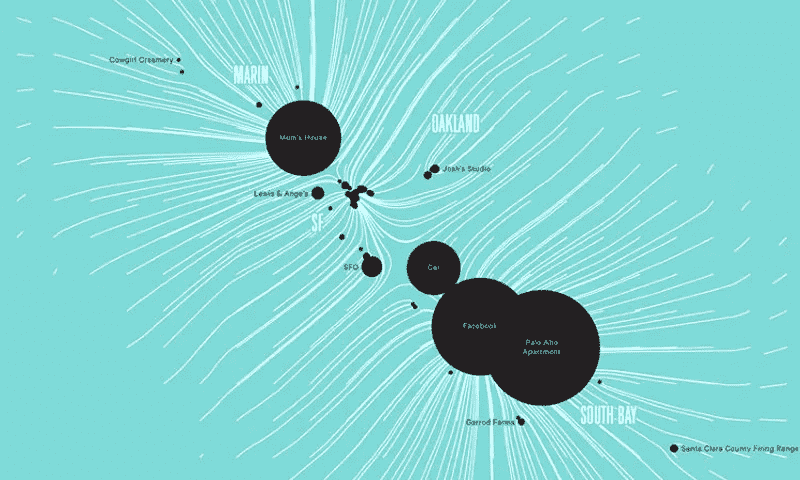 Cowgirl Creamery
MARIN
OAKLAND
Mum's House
Josh's Studio
Lewis & Ange's
SF
SFO
Car
Facebook
Palo Alto
Apartment
SOUTH BAY
Garrod Farms
Santa Clara County Firing Range